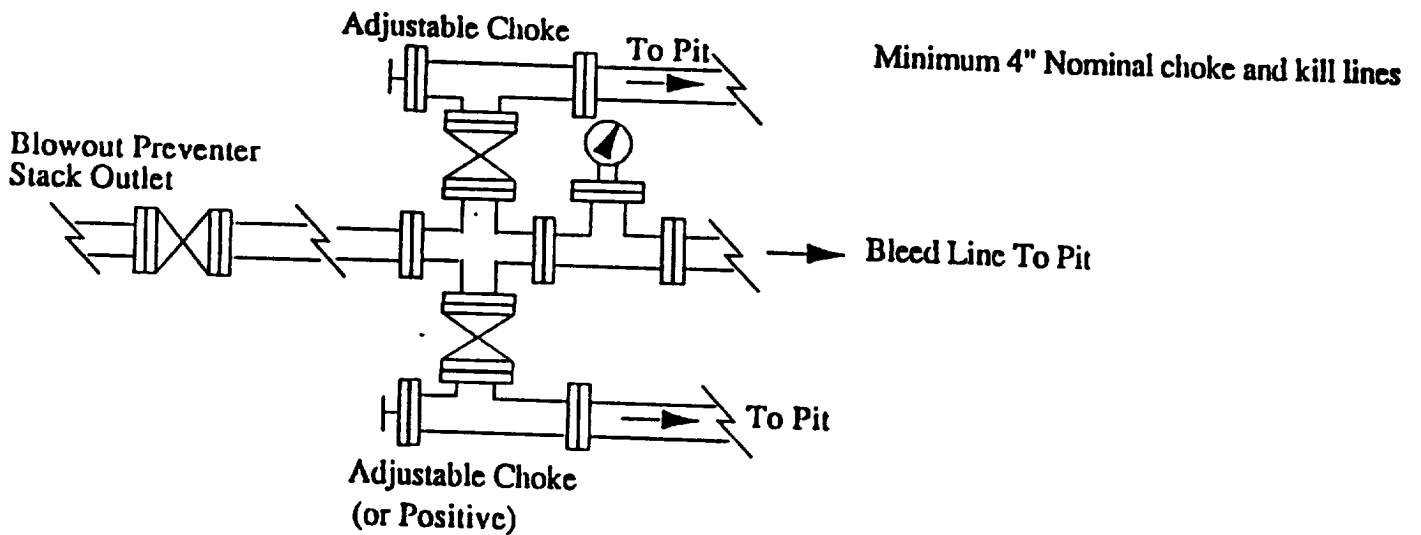 Adjustable Choke
To Pit
Minimum 4" Nominal choke and kill lines
Blowout Preventer
Stack Outlet
Bleed Line To Pit
To Pit
Adjustable Choke
(or Positive)